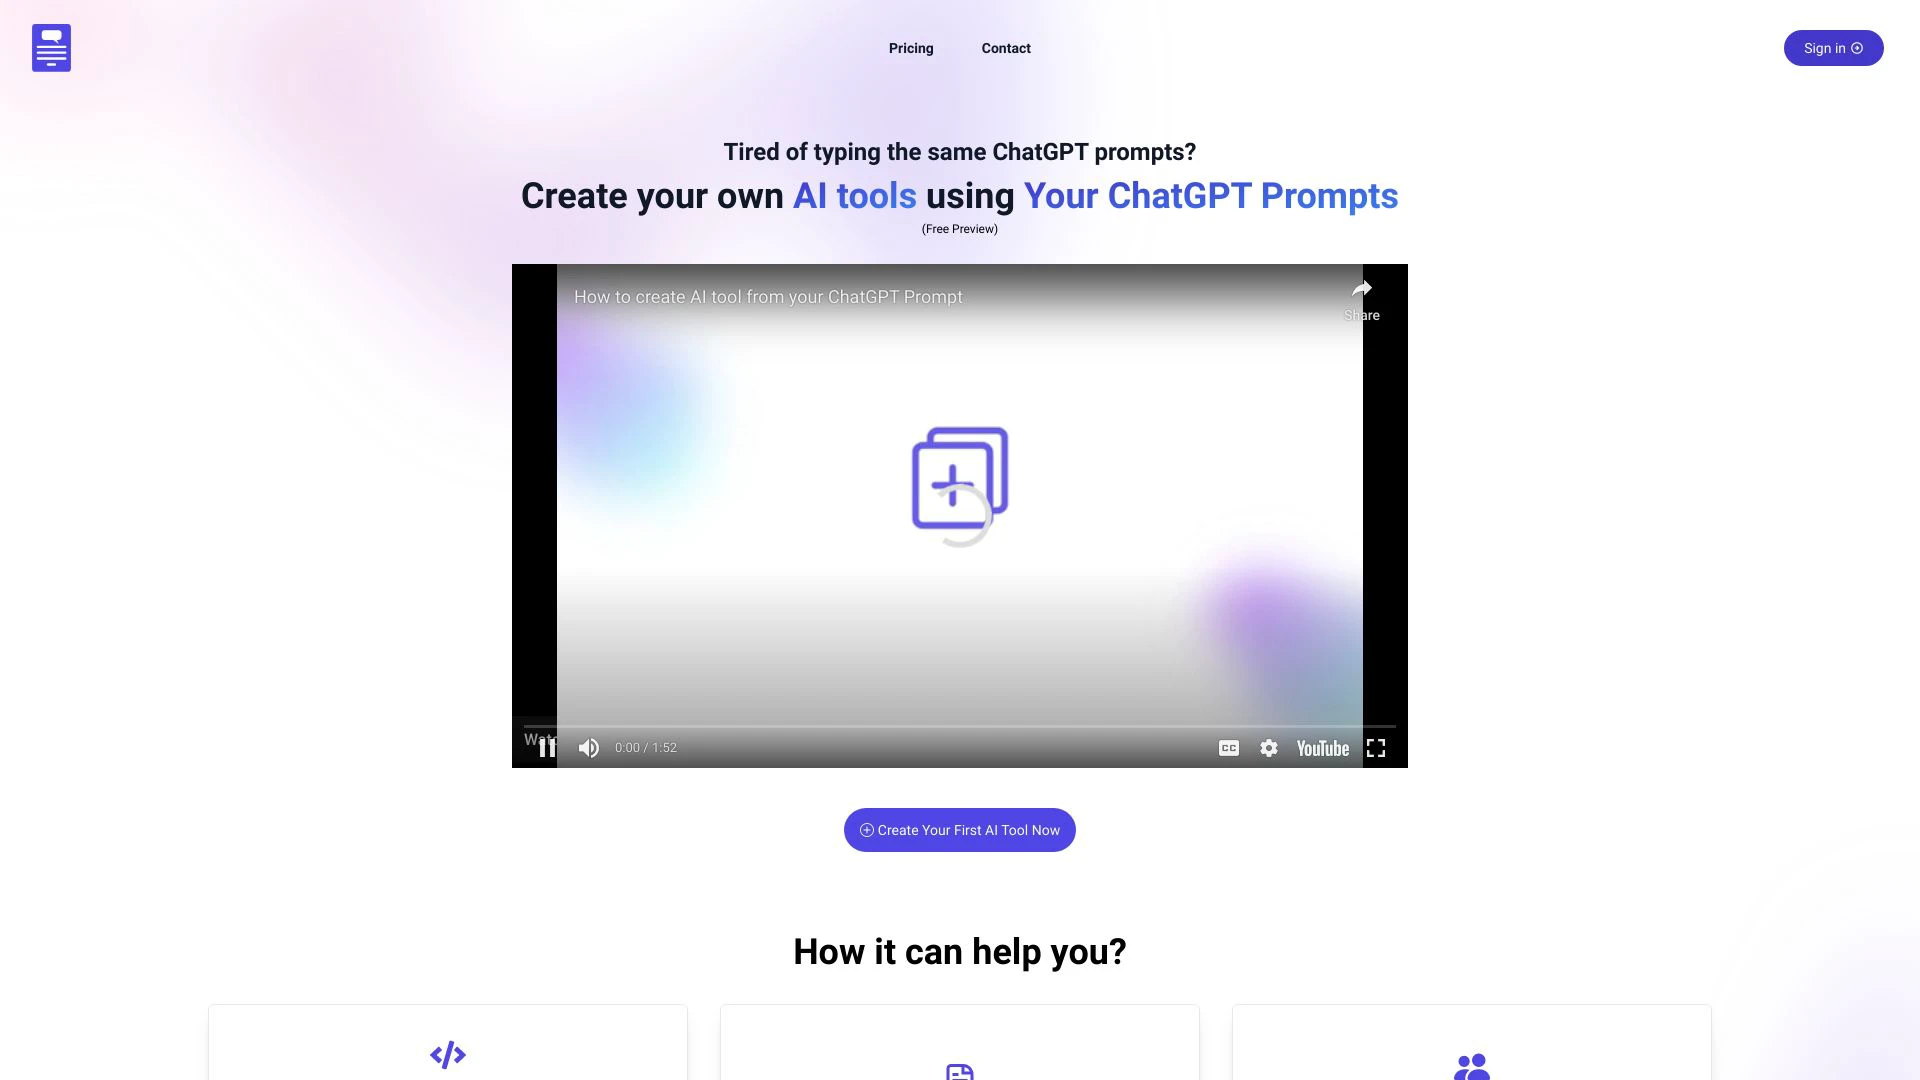 Pricing
Contact
Sign in
Tired of typing the same ChatGPT prompts?
Create your own AI tools using Your ChatGPT Prompts
(Free Preview)
How to create AI tool from your ChatGPT Prompt
Share
0:00 / 1:52
CC
YouTube
Create Your First AI Tool Now
How it can help you?